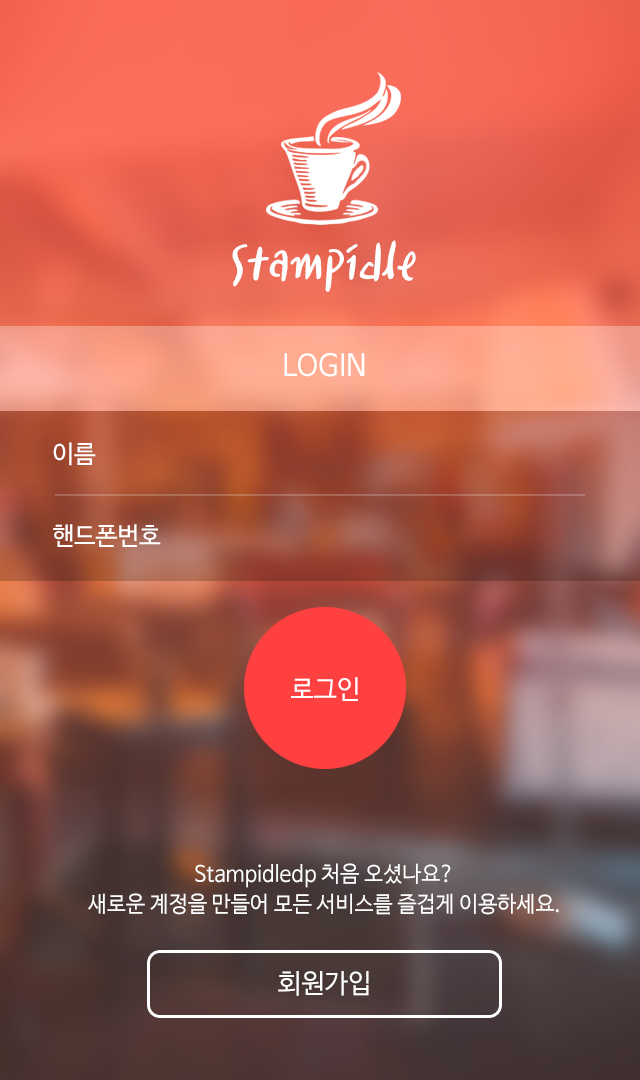 Stampidle
LOGIN
이름
핸드폰번호
로그인
Stampidledp 처음 오셨나요?
새로운 계정을 만들어 모든 서비스를 즐겁게 이용하세요.
회원가입